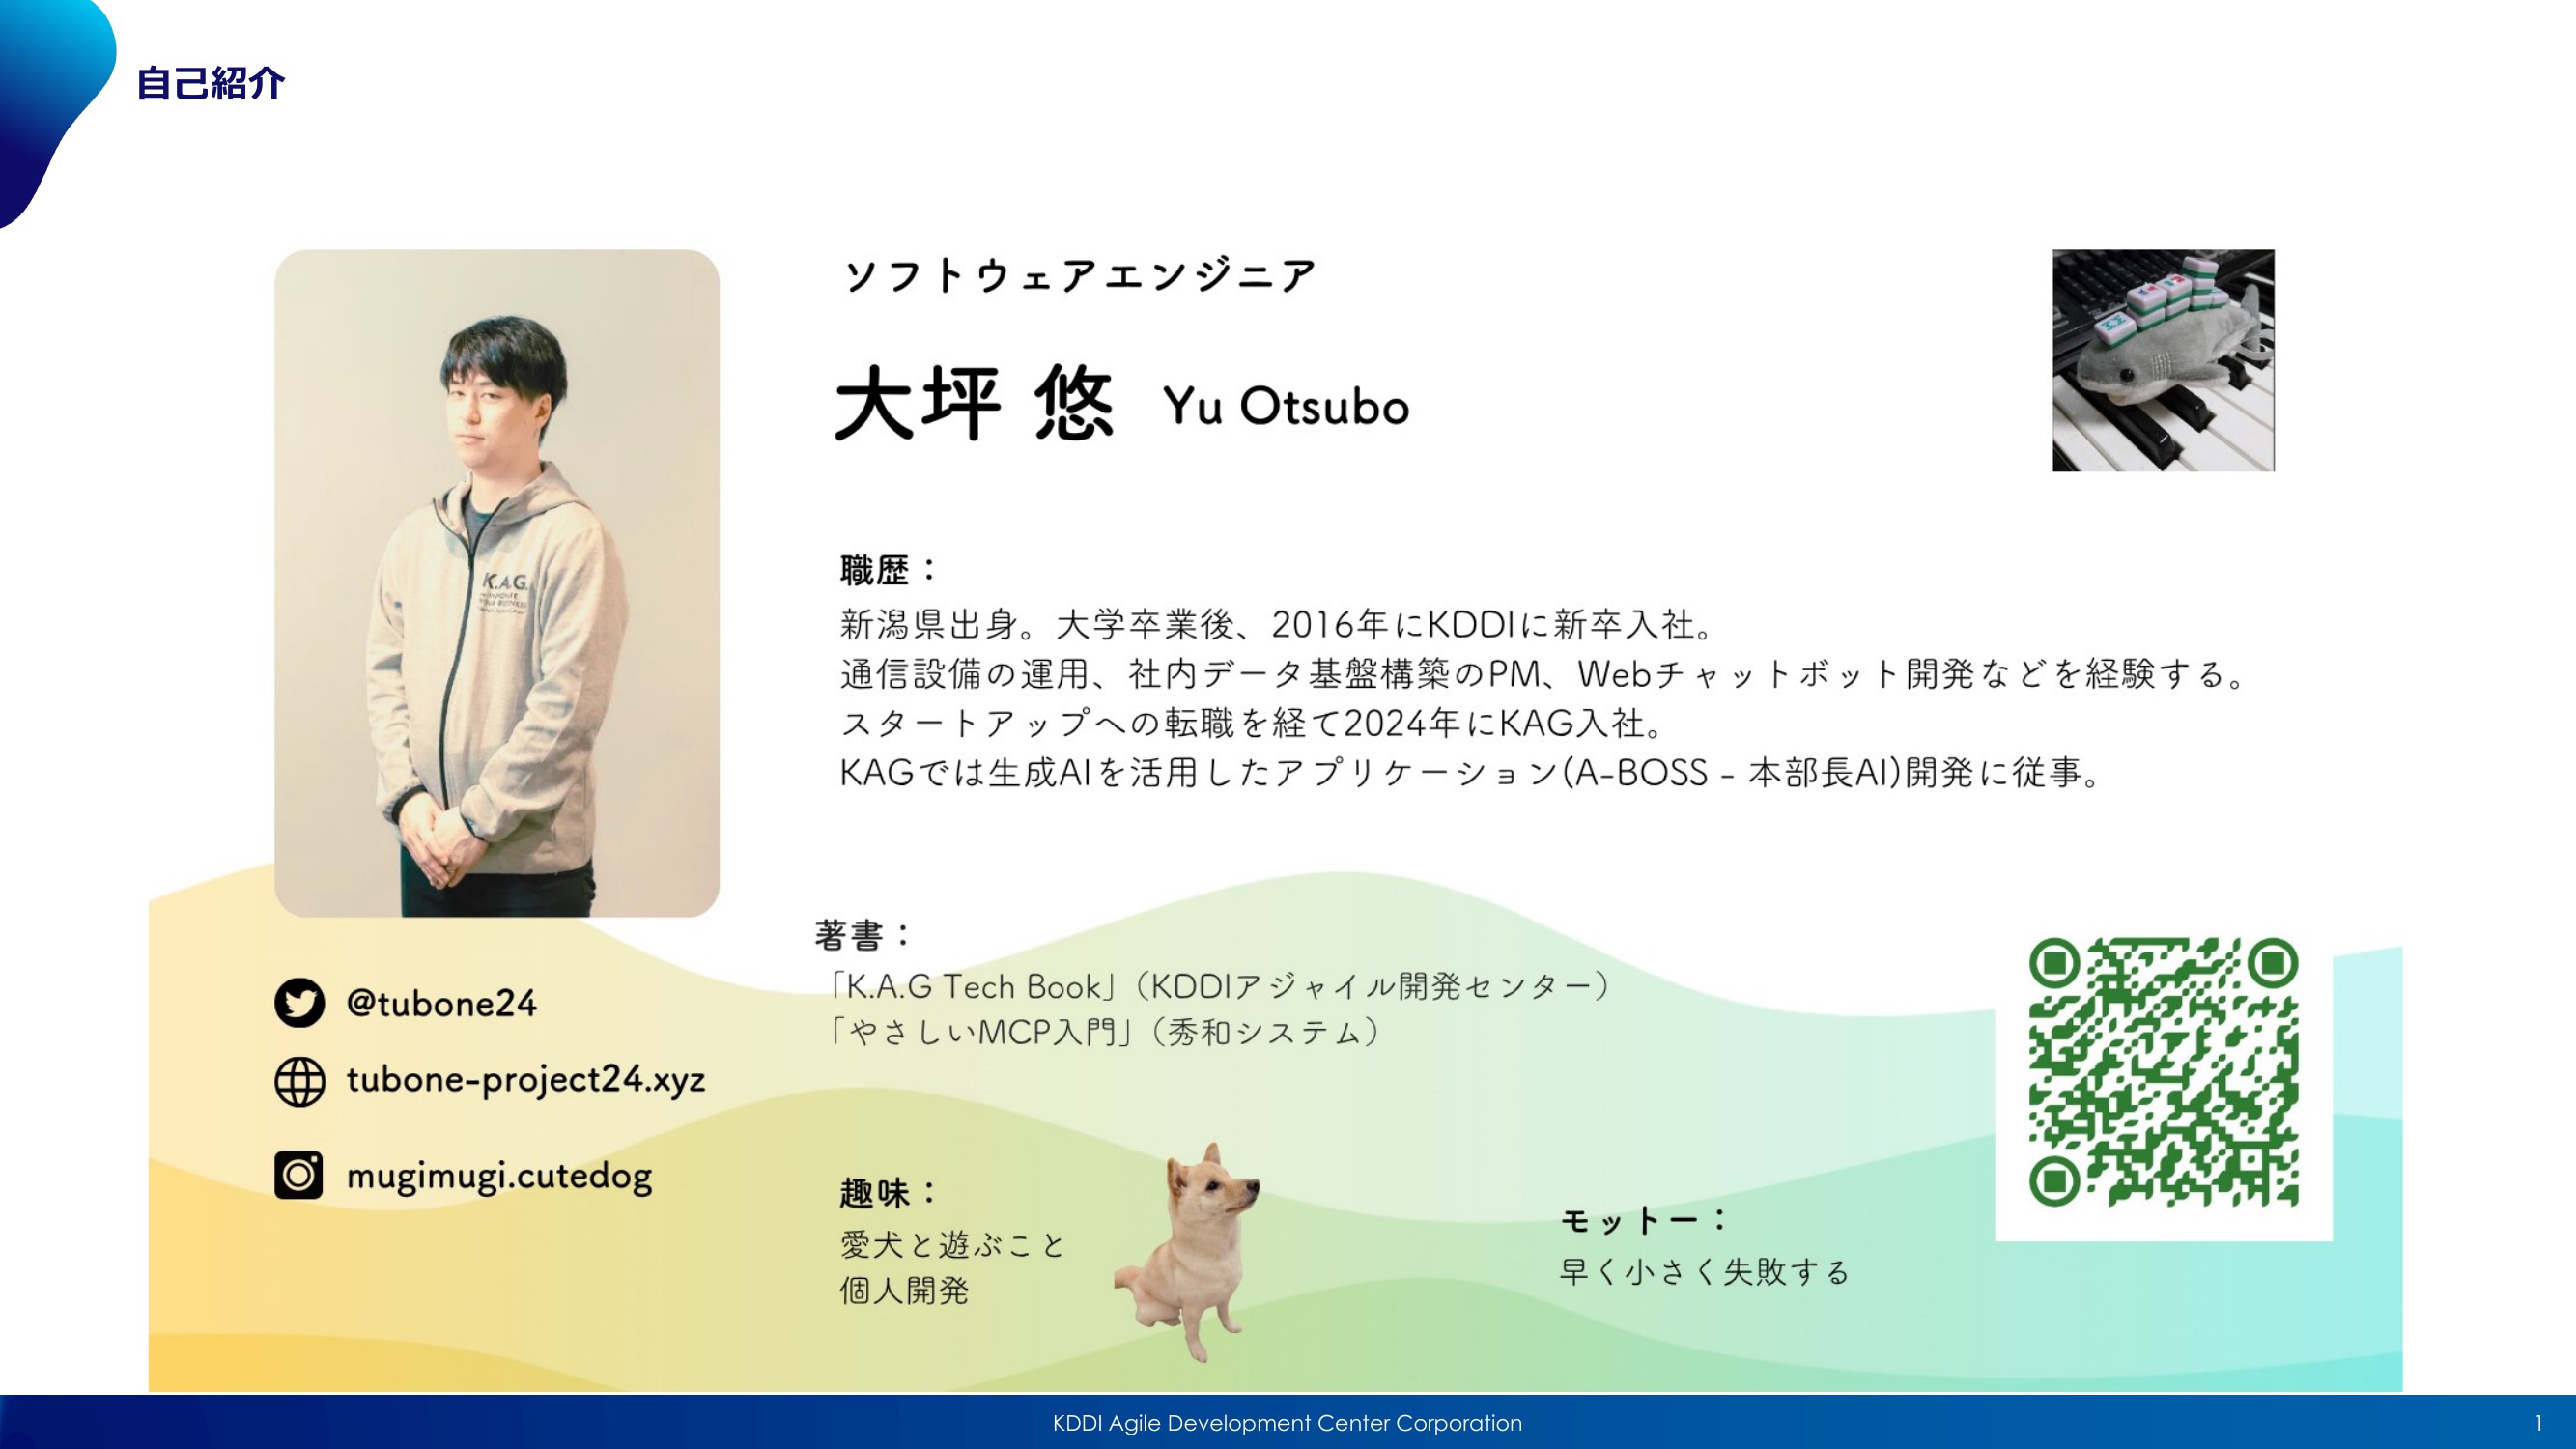 自己紹介
ソフトウェアエンジニア
大坪 悠 Yu Otsubo
職歴：
新潟県出身。大学卒業後、2016年にKDDIに新卒入社。
通信設備の運用、社内データ基盤構築のPM、Webチャットボット開発などを経験する。
スタートアップへの転職を経て2024年にKAG入社。
KAGでは生成AIを活用したアプリケーション(A-BOSS - 本部長AI)開発に従事。
K.A.G.
著書：
「K.A.G Tech Book」（KDDIアジャイル開発センター）
「やさしいMCP入門」（秀和システム）
@tubone24
tubone-project24.xyz
mugimugi.cutedog
趣味：
愛犬と遊ぶこと
個人開発
モットー：
早く小さく失敗する
KDDI Agile Development Center Corporation
1